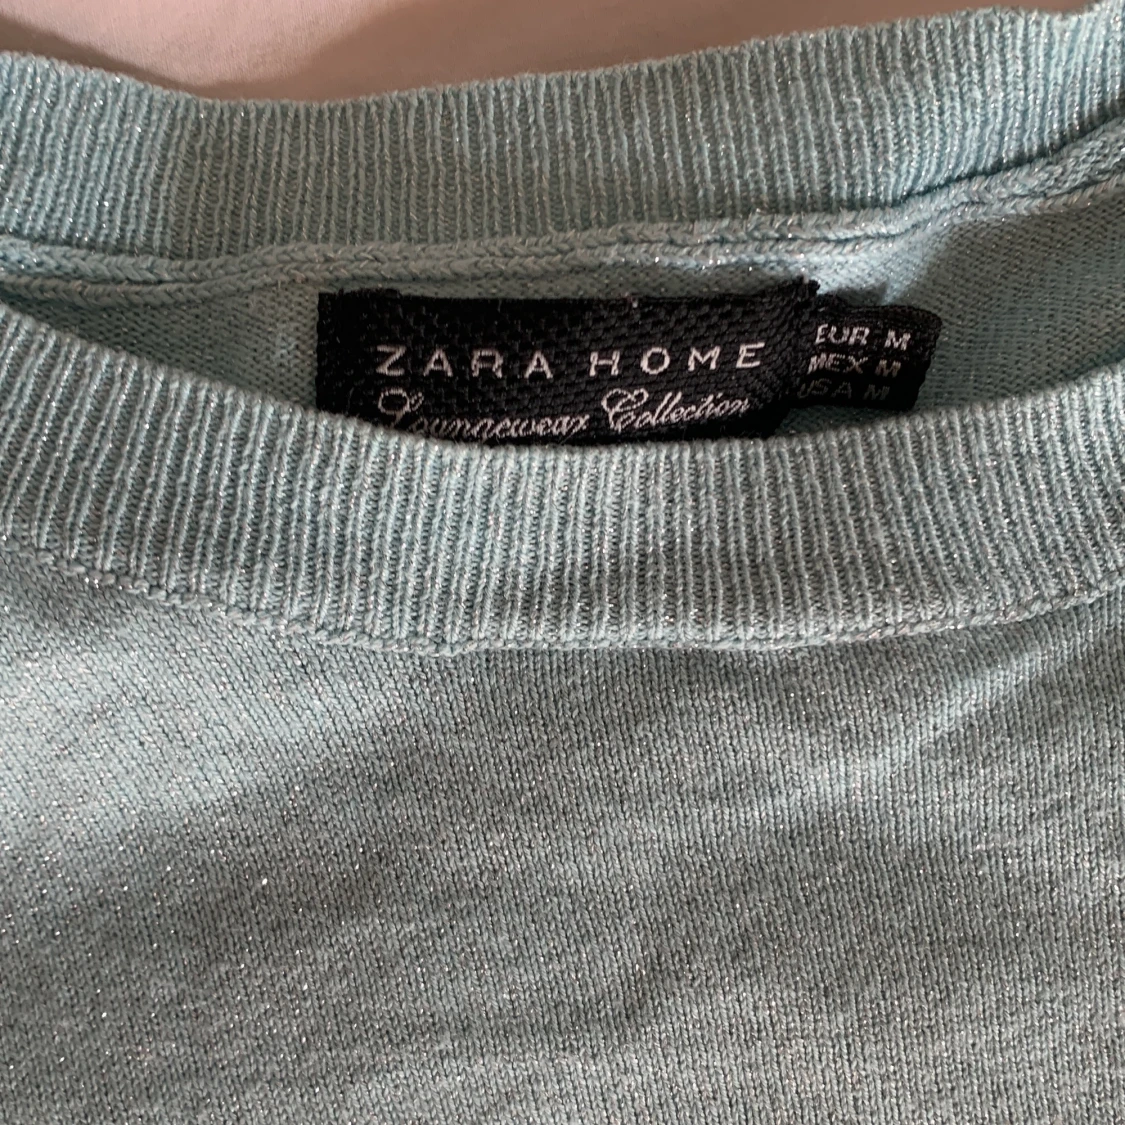 ZARA HOME
Loungewear Collection
EUR M
MEX M
USA M